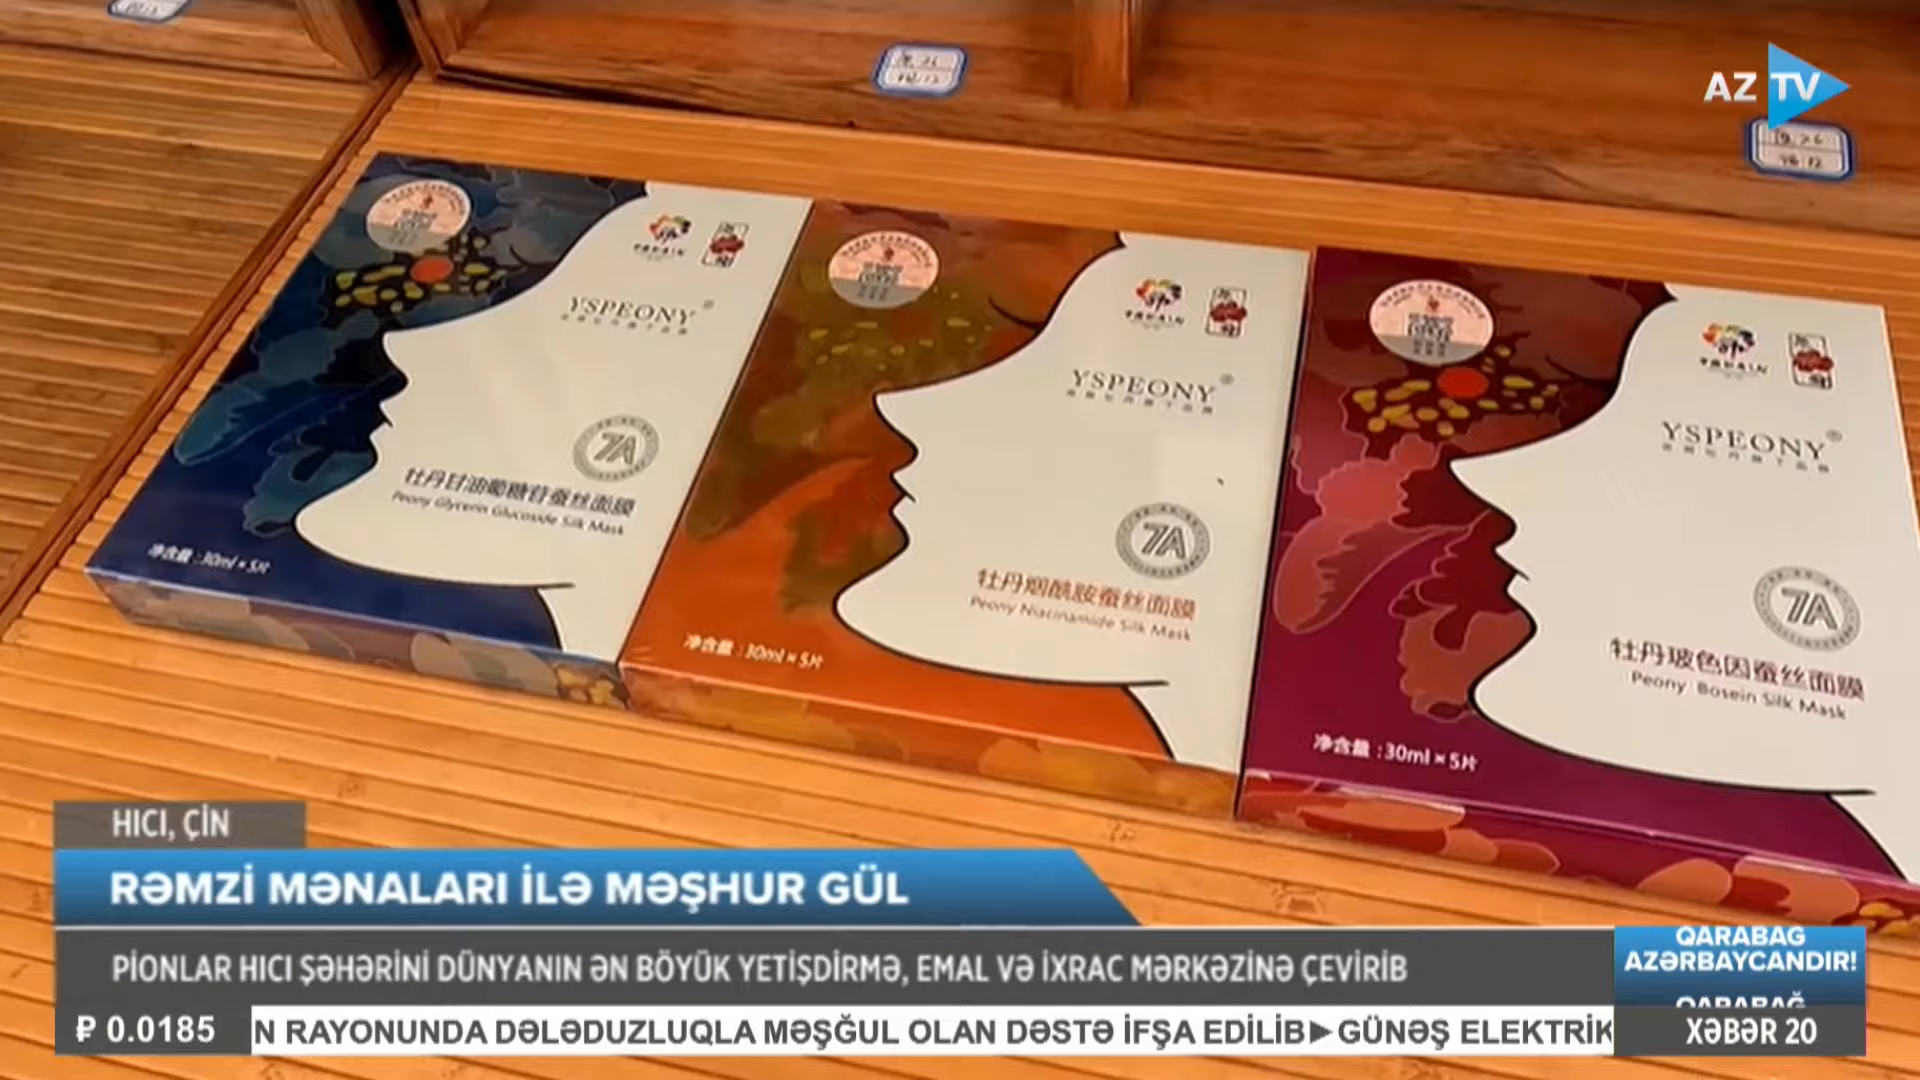 AZ TV
YSPEONY®
7A
牡丹甘油葡糖苷蚕丝面膜
Peony Glycerin Glucoside Silk Mask
净含量:30ml×5片
YSPEONY®
7A
牡丹烟酰胺蚕丝面膜
Peony Niacinamide Silk Mask
净含量:30ml×5片
YSPEONY®
7A
牡丹玻色因蚕丝面膜
Peony Bosein Silk Mask
净含量:30ml×5片
HICI, ÇİN
RƏMZİ MƏNALARI İLƏ MƏŞHUR GÜL
PİONLAR HICI ŞƏHƏRİNİ DÜNYANIN ƏN BÖYÜK YETİŞDİRMƏ, EMAL VƏ İXRAC MƏRKƏZİNƏ ÇEVİRİB
QARABAG
AZƏRBAYCANDIR!
QARABAĞ
₽ 0.0185
N RAYONUNDA DƏLƏDUZLUQLA MƏŞĞUL OLAN DƏSTƏ İFŞA EDİLİB▶GÜNƏŞ ELEKTRİK
XƏBƏR 20